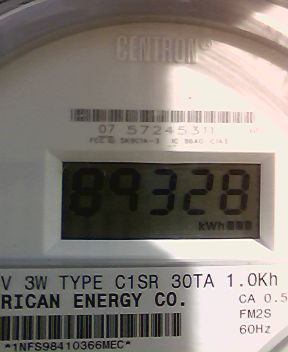 CENTRON®
07 57245311
89328
kWh
V 3W TYPE C1SR 30TA 1.0Kh
RICAN ENERGY CO.
CA 0.5
FM2S
60Hz
*1NFS98410366MEC*